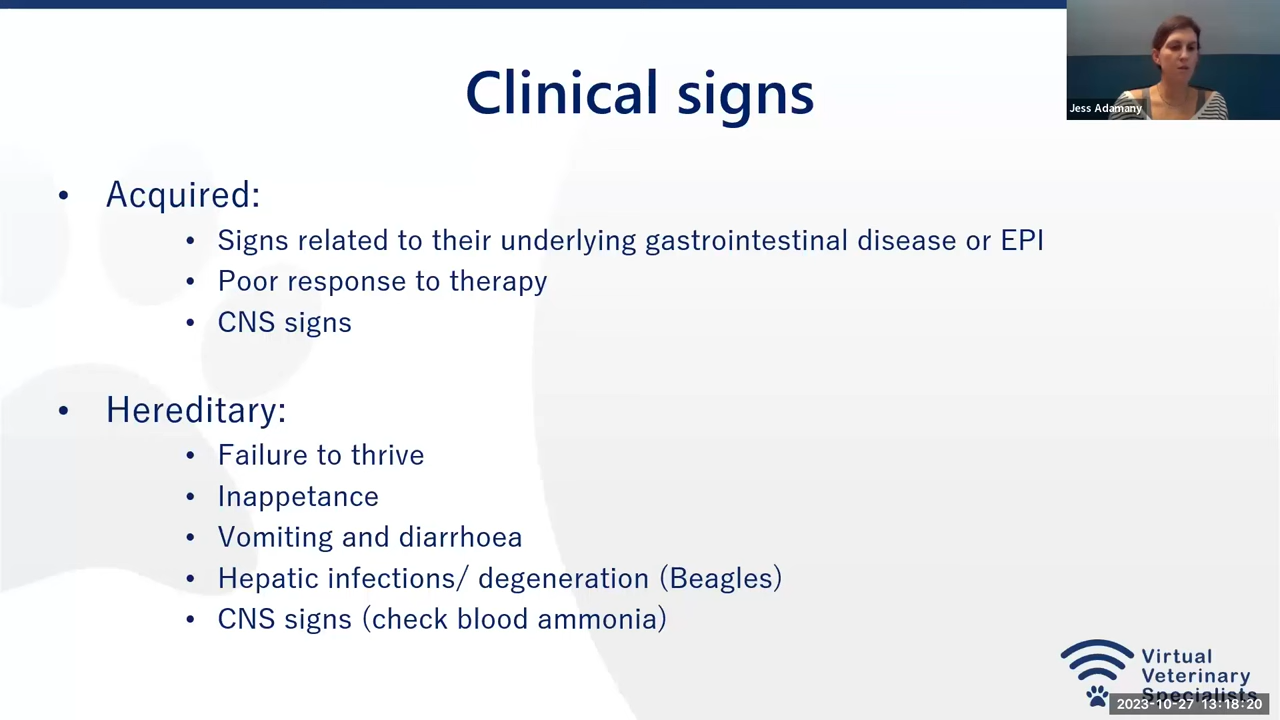 Clinical signs
Jess Adamany
• Acquired:
• Signs related to their underlying gastrointestinal disease or EPI
• Poor response to therapy
• CNS signs
• Hereditary:
• Failure to thrive
• Inappetance
• Vomiting and diarrhoea
• Hepatic infections/ degeneration (Beagles)
• CNS signs (check blood ammonia)
Virtual
Veterinary
Specialists
2023-10-27 13:18:20